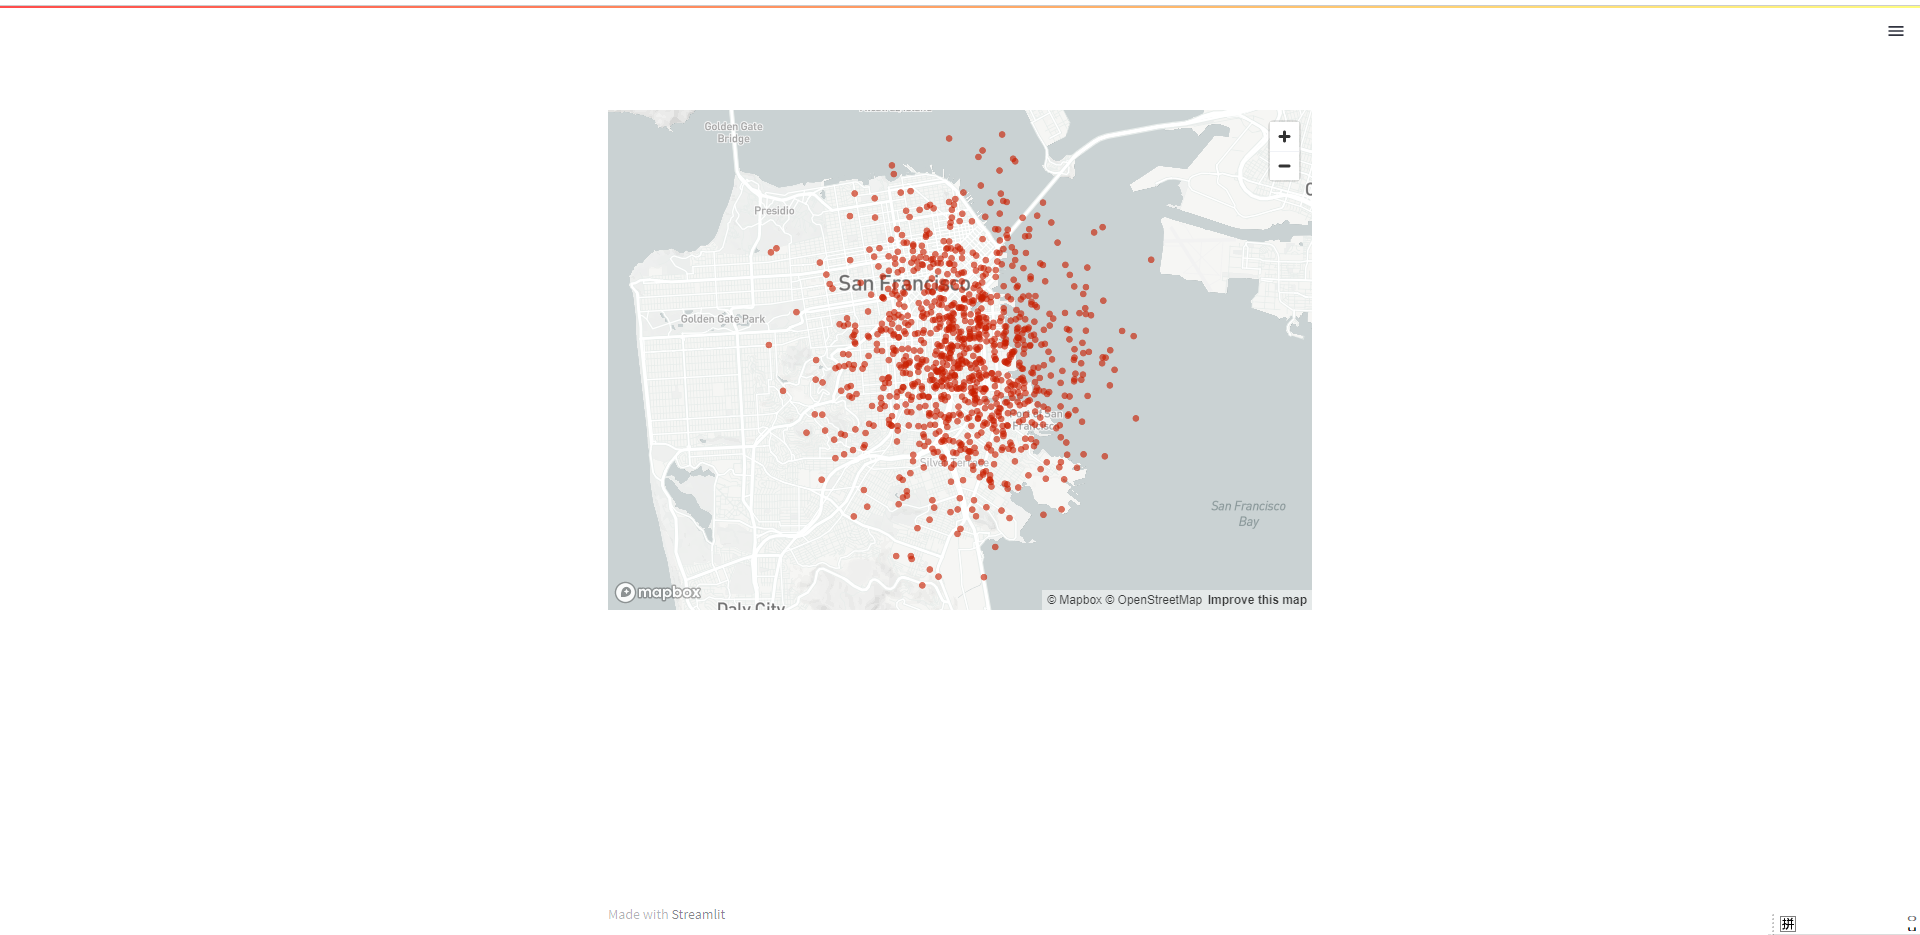 Golden Gate
Bridge
Presidio
San Francisco
Golden Gate Park
Port of San
Francisco
Silver Terrace
San Francisco
Bay
mapbox
Daly City
© Mapbox © OpenStreetMap Improve this map
Made with Streamlit
拼